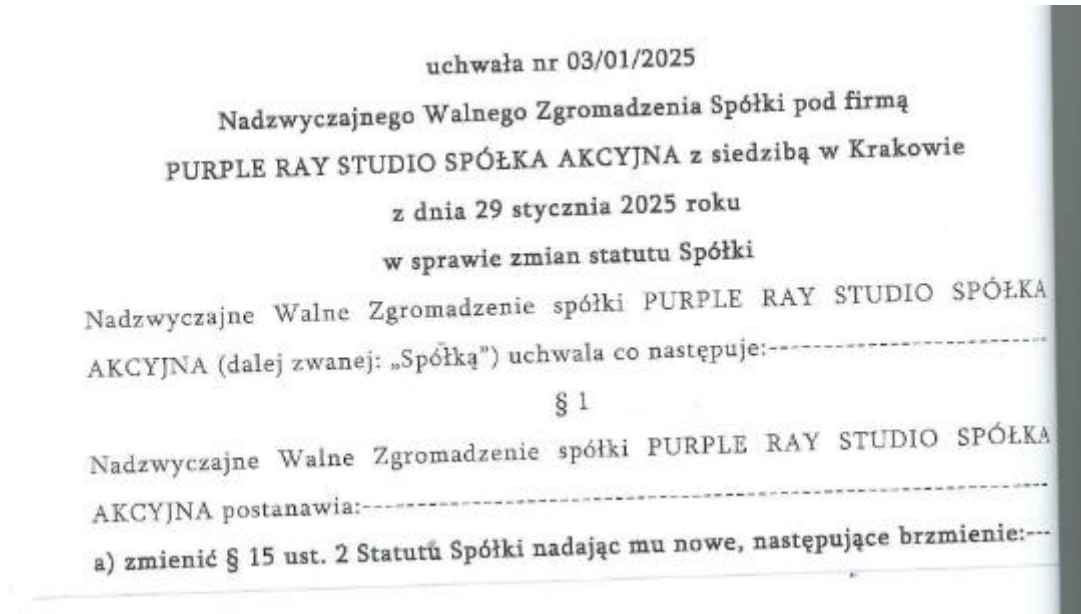 uchwała nr 03/01/2025
Nadzwyczajnego Walnego Zgromadzenia Spółki pod firmą
PURPLE RAY STUDIO SPÓŁKA AKCYJNA z siedzibą w Krakowie
z dnia 29 stycznia 2025 roku
w sprawie zmian statutu Spółki
Nadzwyczajne Walne Zgromadzenie spółki PURPLE RAY STUDIO SPÓŁKA
AKCYJNA (dalej zwanej: „Spółką”) uchwala co następuje:----------------------------
§ 1
Nadzwyczajne Walne Zgromadzenie spółki PURPLE RAY STUDIO SPÓŁKA
AKCYJNA postanawia:---------------------------------------------------------------------
a) zmienić § 15 ust. 2 Statutu Spółki nadając mu nowe, następujące brzmienie:---